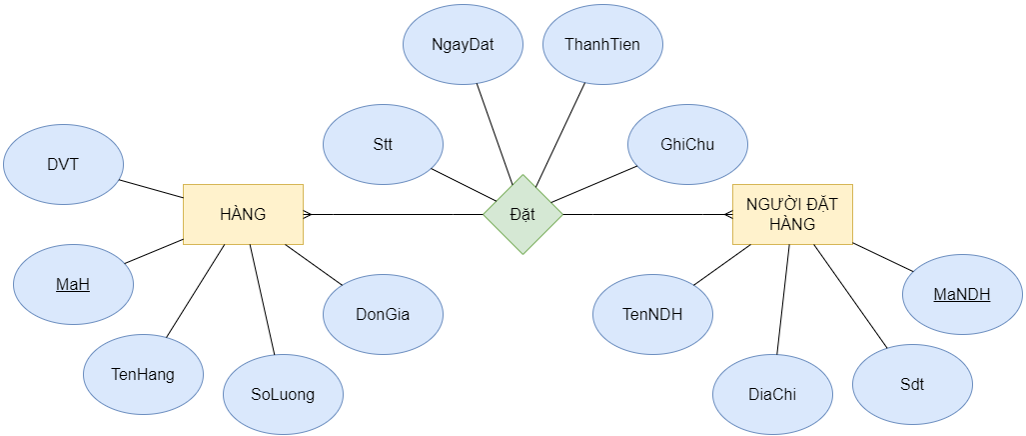 NgayDat
ThanhTien
Stt
GhiChu
DVT
HÀNG
Đặt
NGƯỜI ĐẶT
HÀNG
MaH
DonGia
TenNDH
MaNDH
TenHang
SoLuong
DiaChi
Sdt